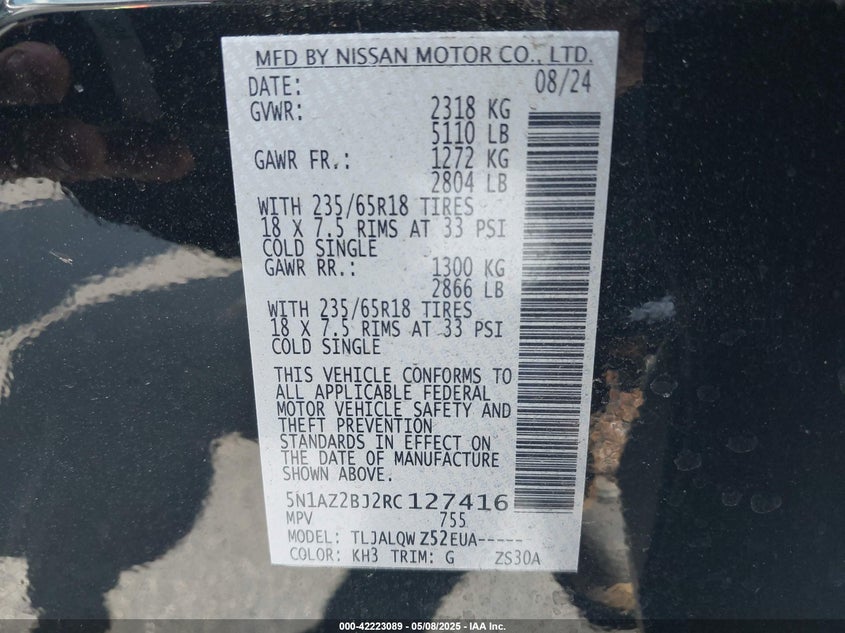 MFD BY NISSAN MOTOR CO., LTD.
DATE: 08/24
GVWR: 2318 KG
5110 LB
GAWR FR.: 1272 KG
2804 LB
WITH 235/65R18 TIRES
18 X 7.5 RIMS AT 33 PSI
COLD SINGLE
GAWR RR.: 1300 KG
2866 LB
WITH 235/65R18 TIRES
18 X 7.5 RIMS AT 33 PSI
COLD SINGLE
THIS VEHICLE CONFORMS TO
ALL APPLICABLE FEDERAL
MOTOR VEHICLE SAFETY AND
THEFT PREVENTION
STANDARDS IN EFFECT ON
THE DATE OF MANUFACTURE
SHOWN ABOVE.
5N1AZ2BJ2RC127416
MPV 755
MODEL: TLJALQW Z52EUA-----
COLOR: KH3 TRIM: G ZS30A
000-42223089 - 05/08/2025 - IAA Inc.